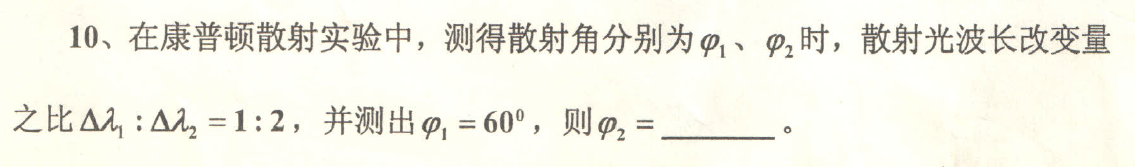 10、在康普顿散射实验中，测得散射角分别为φ₁、φ₂时，散射光波长改变量
之比Δλ₁:Δλ₂=1:2，并测出φ₁=60⁰，则φ₂=________。